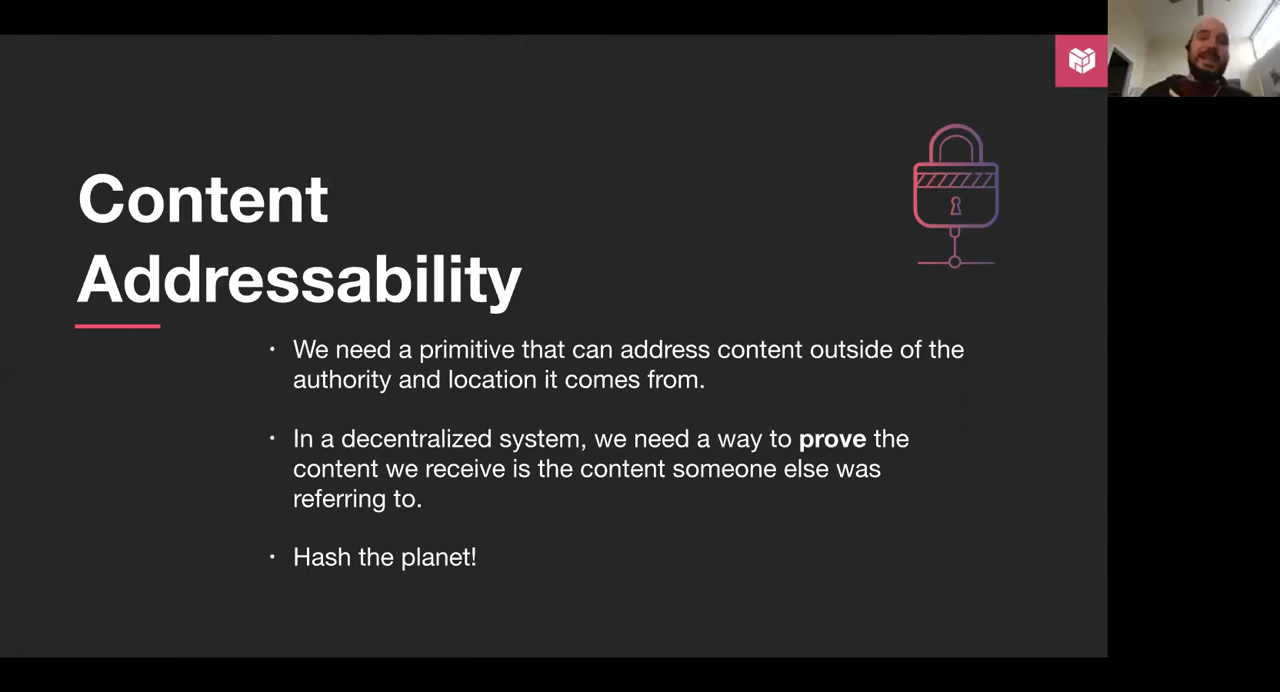 Content
Addressability
• We need a primitive that can address content outside of the
authority and location it comes from.
• In a decentralized system, we need a way to prove the
content we receive is the content someone else was
referring to.
• Hash the planet!